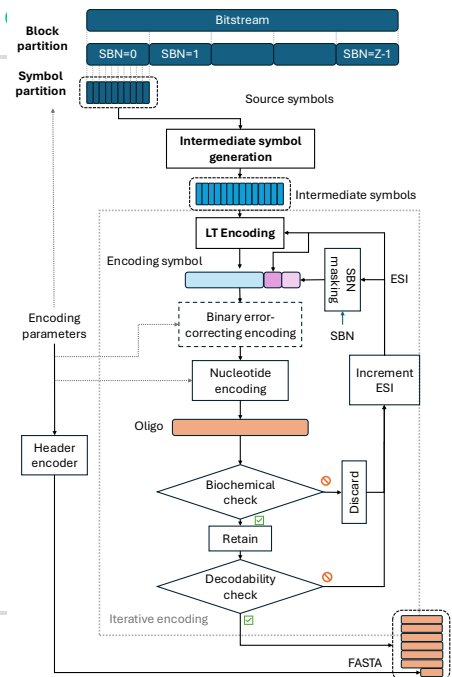 Bitstream
Block
partition
SBN=0
SBN=1
SBN=Z-1
Symbol
partition
Source symbols
Intermediate symbol
generation
Intermediate symbols
LT Encoding
Encoding symbol
SBN
masking
ESI
SBN
Encoding
parameters
Binary error-
correcting encoding
Nucleotide
encoding
Increment
ESI
Oligo
Header
encoder
Biochemical
check
Discard
Retain
Decodability
check
Iterative encoding
FASTA